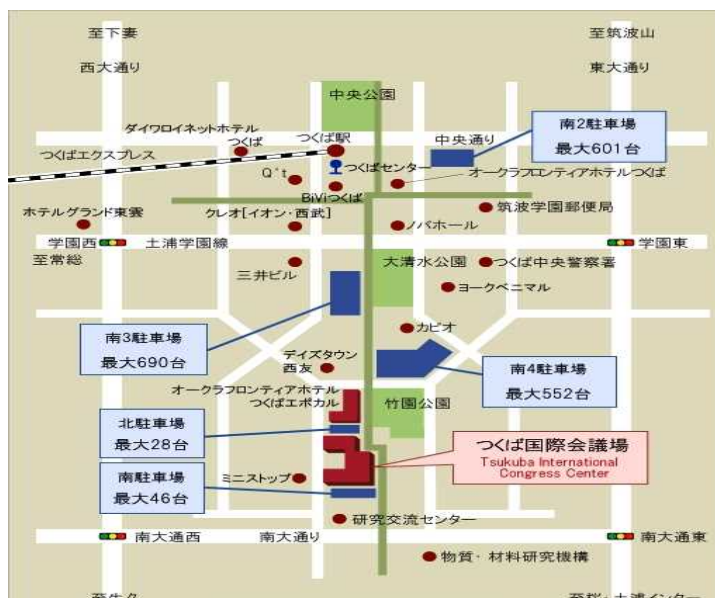 至下妻
至筑波山
西大通り
東大通り
中央公園
ダイワロイネットホテル
つくば
つくば駅
中央通り
南2駐車場
最大601台
つくばエクスプレス
つくばセンター
Q't
オークラフロンティアホテルつくば
BiViつくば
ホテルグランド東雲
クレオ[イオン・西武]
ノバホール
筑波学園郵便局
学園西
土浦学園線
学園東
至常総
三井ビル
大清水公園
つくば中央警察署
ヨークベニマル
南3駐車場
最大690台
カピオ
デイズタウン
西友
南4駐車場
最大552台
オークラフロンティアホテル
つくばエポカル
竹園公園
北駐車場
最大28台
つくば国際会議場
Tsukuba International
Congress Center
南駐車場
最大46台
ミニストップ
研究交流センター
南大通西
南大通り
南大通東
物質・材料研究機構
至牛久
至桜・土浦インター